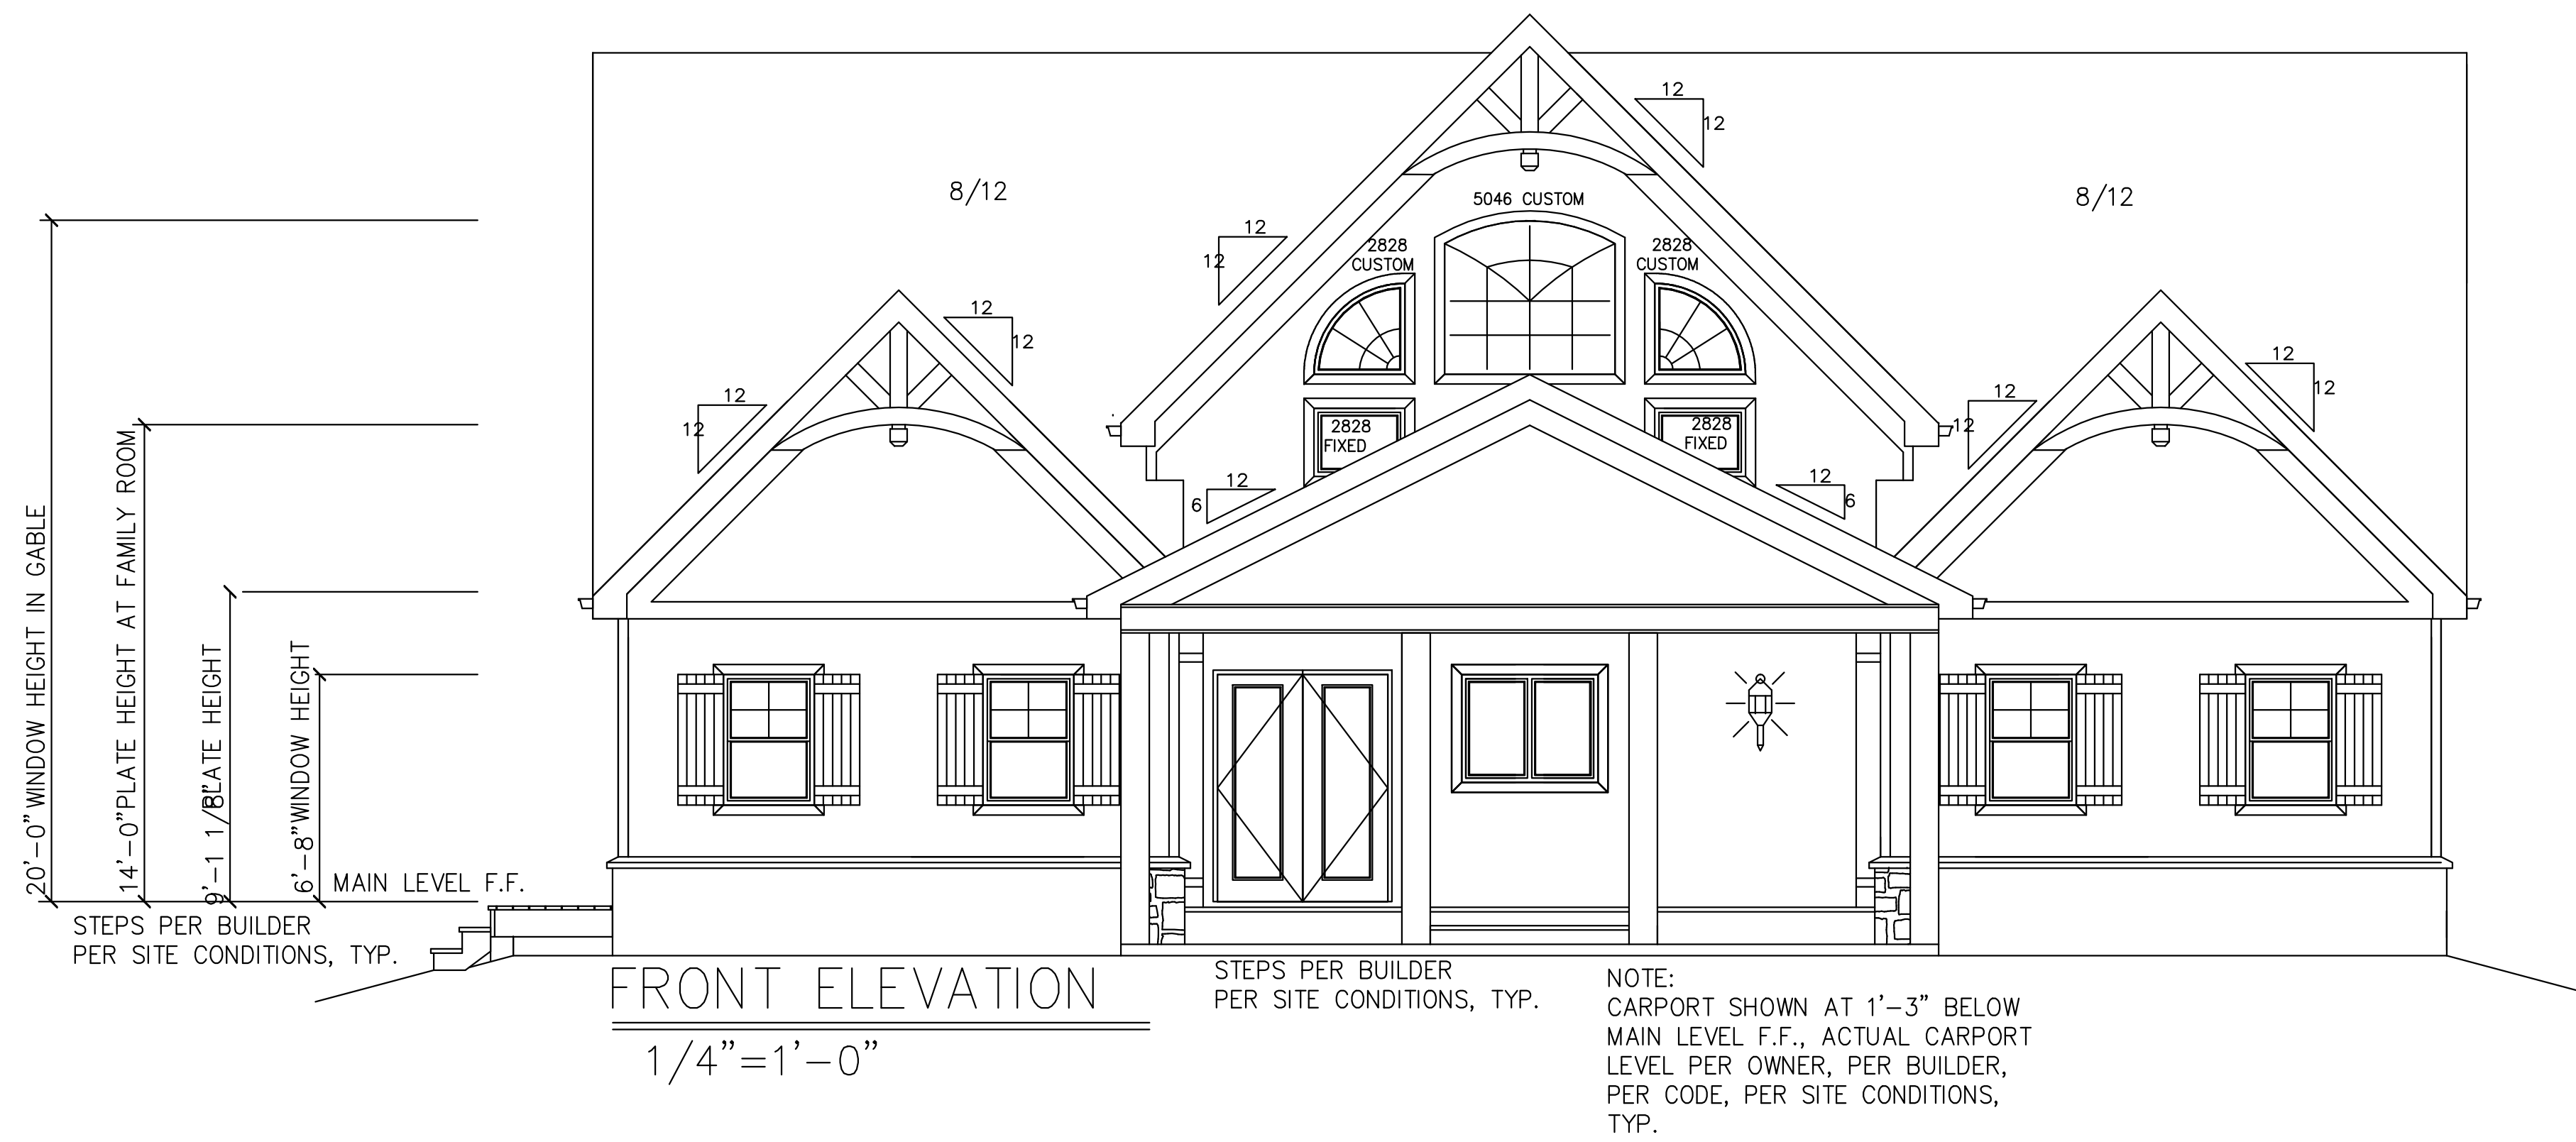 12
12
8/12
8/12
5046 CUSTOM
12
12
2828
CUSTOM
2828
CUSTOM
12
12
12
12
12
12
12
12
2828
FIXED
2828
FIXED
12
6
12
6
20'-0" WINDOW HEIGHT IN GABLE
14'-0" PLATE HEIGHT AT FAMILY ROOM
9'-1 1/8" PLATE HEIGHT
6'-8" WINDOW HEIGHT
MAIN LEVEL F.F.
STEPS PER BUILDER
PER SITE CONDITIONS, TYP.
FRONT ELEVATION
1/4"=1'-0"
STEPS PER BUILDER
PER SITE CONDITIONS, TYP.
NOTE:
CARPORT SHOWN AT 1'-3" BELOW
MAIN LEVEL F.F., ACTUAL CARPORT
LEVEL PER OWNER, PER BUILDER,
PER CODE, PER SITE CONDITIONS,
TYP.